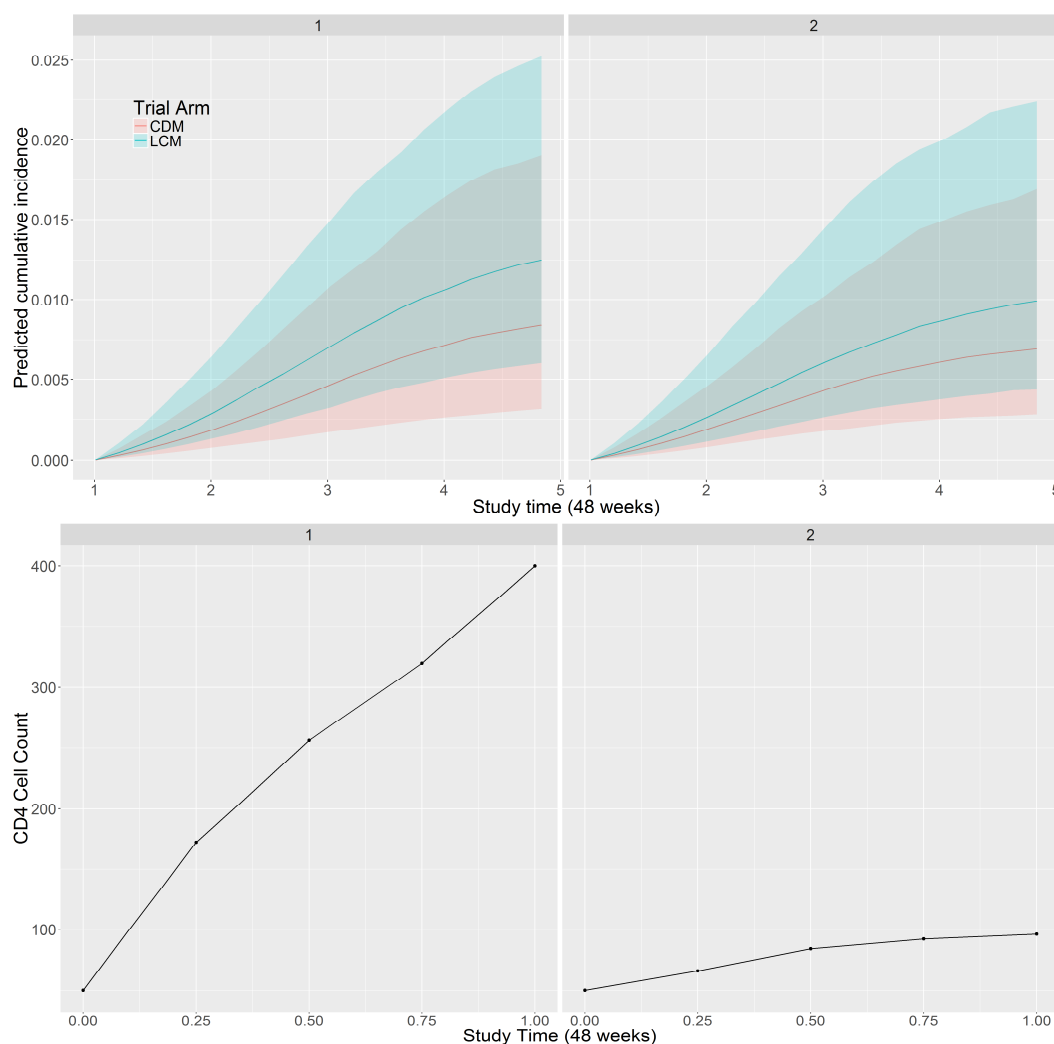 1 2
0.025
0.020
0.015
0.010
0.005
0.000
Predicted cumulative incidence
Trial Arm
CDM
LCM
1 2 3 4 5 1 2 3 4 5
Study time (48 weeks)
1 2
400
300
200
100
CD4 Cell Count
0.00 0.25 0.50 0.75 1.00 0.00 0.25 0.50 0.75 1.00
Study Time (48 weeks)